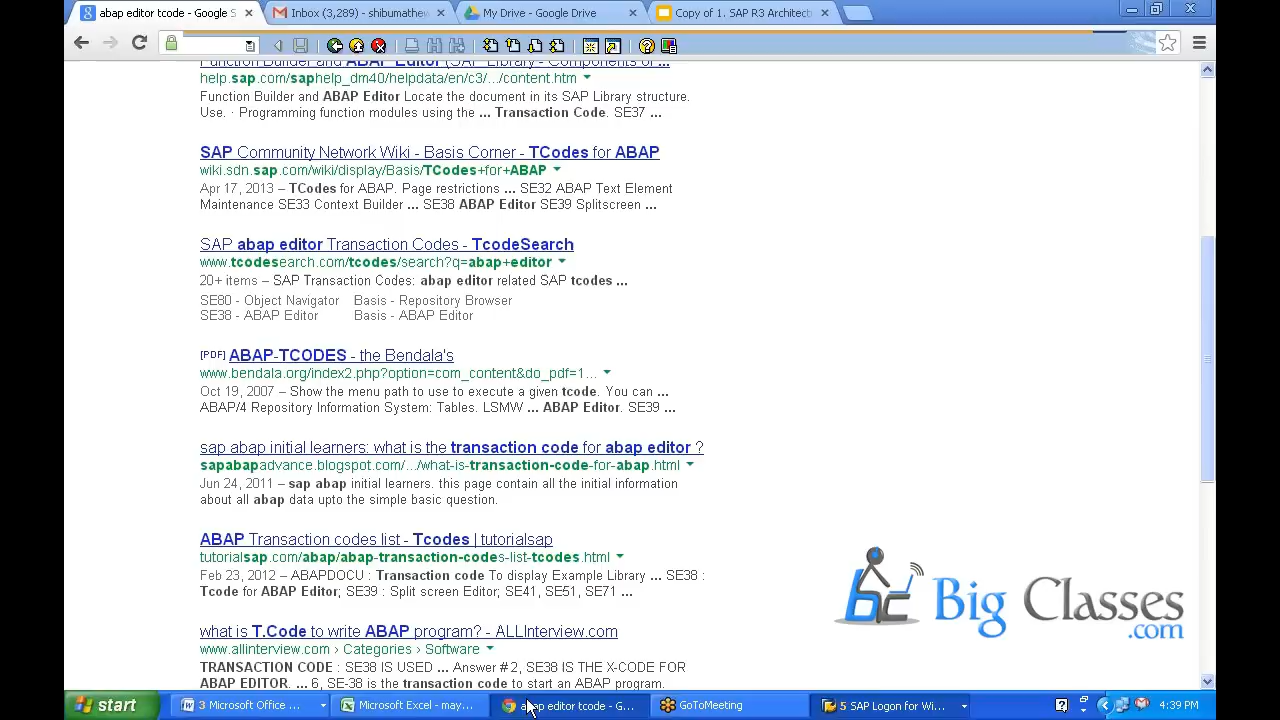 abap editor tcode - Google S
Inbox (3,289) - shibumathew
My Drive - Google Drive
Copy of 1. SAP R3 Architect
Function Builder and ABAP Editor (SAP Library - Components of ...
help.sap.com/saphelp_dm40/helpdata/en/c3/.../content.htm
Function Builder and ABAP Editor Locate the document in its SAP Library structure.
Use. · Programming function modules using the ... Transaction Code. SE37 ...
SAP Community Network Wiki - Basis Corner - TCodes for ABAP
wiki.sdn.sap.com/wiki/display/Basis/TCodes+for+ABAP
Apr 17, 2013 – TCodes for ABAP. Page restrictions ... SE32 ABAP Text Element
Maintenance SE33 Context Builder ... SE38 ABAP Editor SE39 Splitscreen ...
SAP abap editor Transaction Codes - TcodeSearch
www.tcodesearch.com/tcodes/search?q=abap+editor
20+ items – SAP Transaction Codes: abap editor related SAP tcodes ...
SE80 - Object Navigator Basis - Repository Browser
SE38 - ABAP Editor Basis - ABAP Editor
[PDF] ABAP-TCODES - the Bendala's
www.bendala.org/index2.php?option=com_content&do_pdf=1...
Oct 19, 2007 – Show the menu path to use to execute a given tcode. You can ...
ABAP/4 Repository Information System: Tables. LSMW ... ABAP Editor. SE39 ...
sap abap initial learners: what is the transaction code for abap editor ?
sapabapadvance.blogspot.com/.../what-is-transaction-code-for-abap.html
Jun 24, 2011 – sap abap initial learners. this page contain all the initial information
about all abap data upto the simple basic question.
ABAP Transaction codes list - Tcodes | tutorialsap
tutorialsap.com/abap/abap-transaction-codes-list-tcodes.html
Feb 23, 2012 – ABAPDOCU : Transaction code To display Example Library ... SE38 :
Tcode for ABAP Editor; SE39 : Split screen Editor; SE41, SE51, SE71 ...
what is T.Code to write ABAP program? - ALLInterview.com
www.allinterview.com › Categories › Software
TRANSACTION CODE : SE38 IS USED ... Answer # 2, SE38 IS THE X-CODE FOR
ABAP EDITOR. ... 6, SE-38 is the transaction code to start an ABAP program.
bc Big Classes
.com
start
3 Microsoft Office ...
Microsoft Excel - may...
abap editor tcode - G...
GoToMeeting
5 SAP Logon for Wi...
4:39 PM